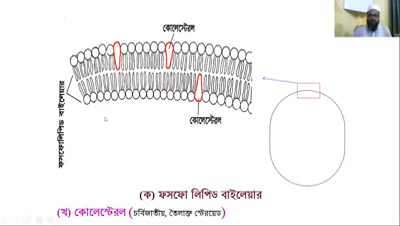 কোলেস্টেরল
ফসফোলিপিড বাইলেয়ার
কোলেস্টেরল
(ক) ফসফো লিপিড বাইলেয়ার
(খ) কোলেস্টেরল (চর্বিজাতীয়, তৈলাক্ত স্টেরয়েড)